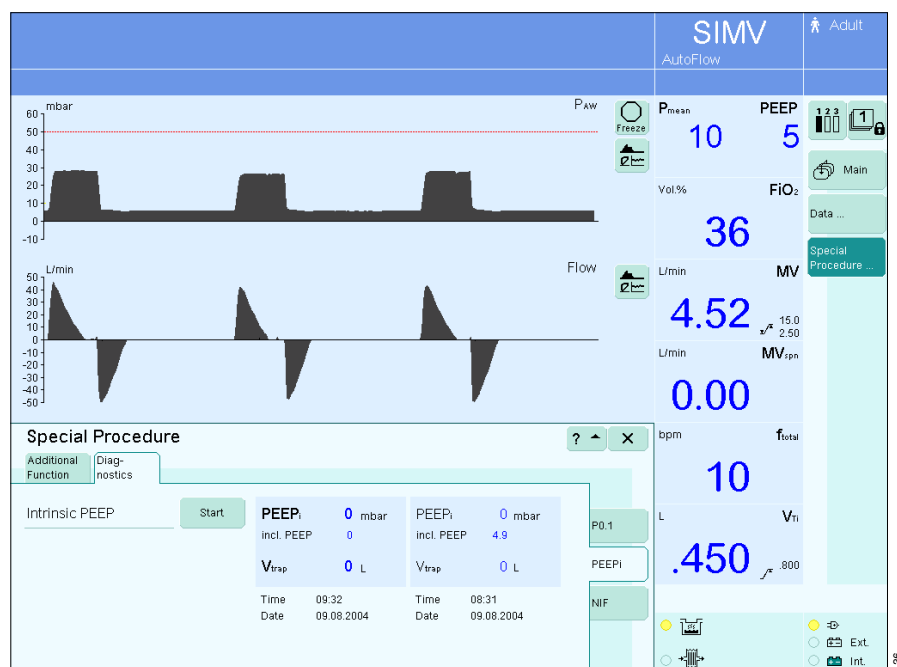 SIMV
AutoFlow
Adult
mbar
PAW
60
50
40
30
20
10
0
-10
Freeze
L/min
Flow
50
40
30
20
10
0
-10
-20
-30
-40
-50
Pmean PEEP
10 5
Vol.% FiO2
36
L/min MV
4.52
15.0
2.50
L/min MVspn
0.00
bpm ftotal
10
L VTi
.450
.800
1 2 3
1
Main
Data ...
Special
Procedure ...
Special Procedure
?
X
Additional
Function
Diag-
nostics
Intrinsic PEEP
Start
PEEPi 0 mbar
incl. PEEP 0
Vtrap 0 L
Time 09:32
Date 09.08.2004
PEEPi 0 mbar
incl. PEEP 4.9
Vtrap 0 L
Time 08:31
Date 09.08.2004
P0.1
PEEPi
NIF
Ext.
Int.